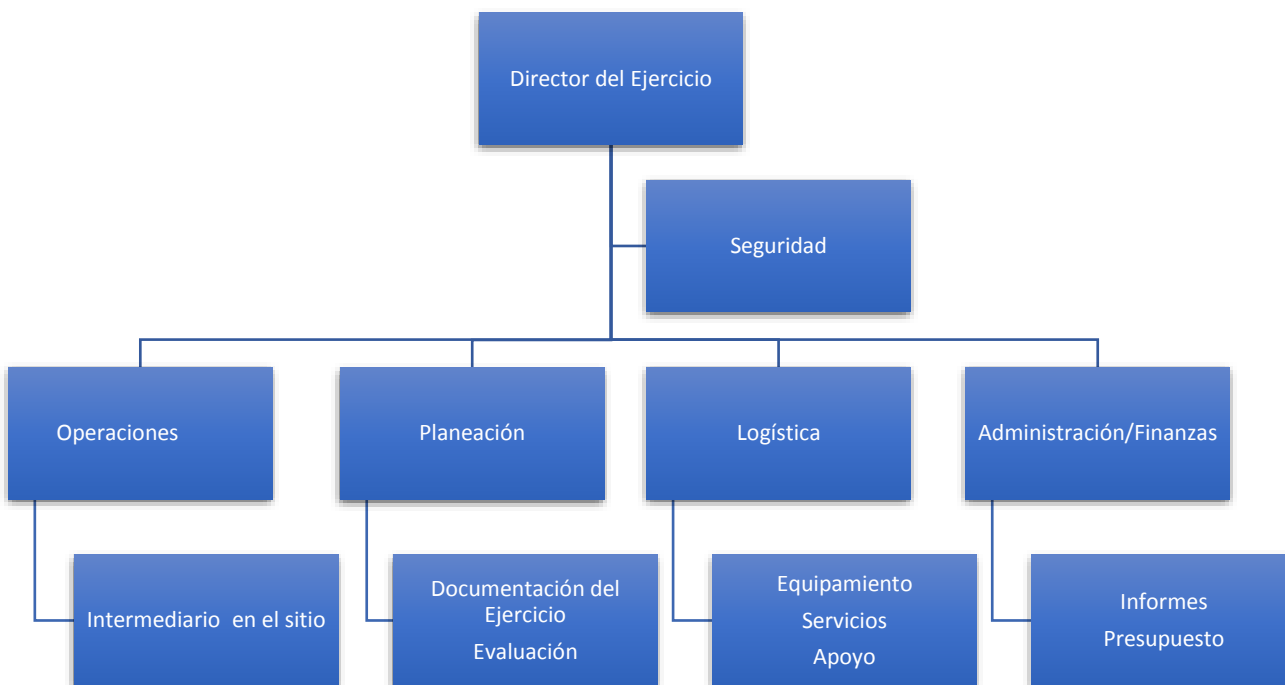 Director del Ejercicio
Seguridad
Operaciones
Planeación
Logística
Administración/Finanzas
Intermediario  en el sitio
Documentación del
Ejercicio
Evaluación
Equipamiento
Servicios
Apoyo
Informes
Presupuesto